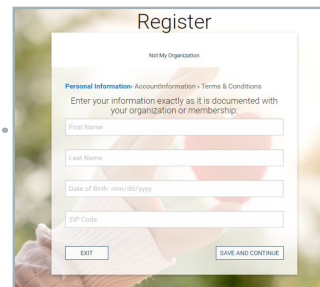 Register
Not My Organization
Personal Information› AccountInformation › Terms & Conditions
Enter your information exactly as it is documented with
your organization or membership:
First Name
Last Name
Date of Birth mm/dd/yyyy
ZIP Code
EXIT
SAVE AND CONTINUE